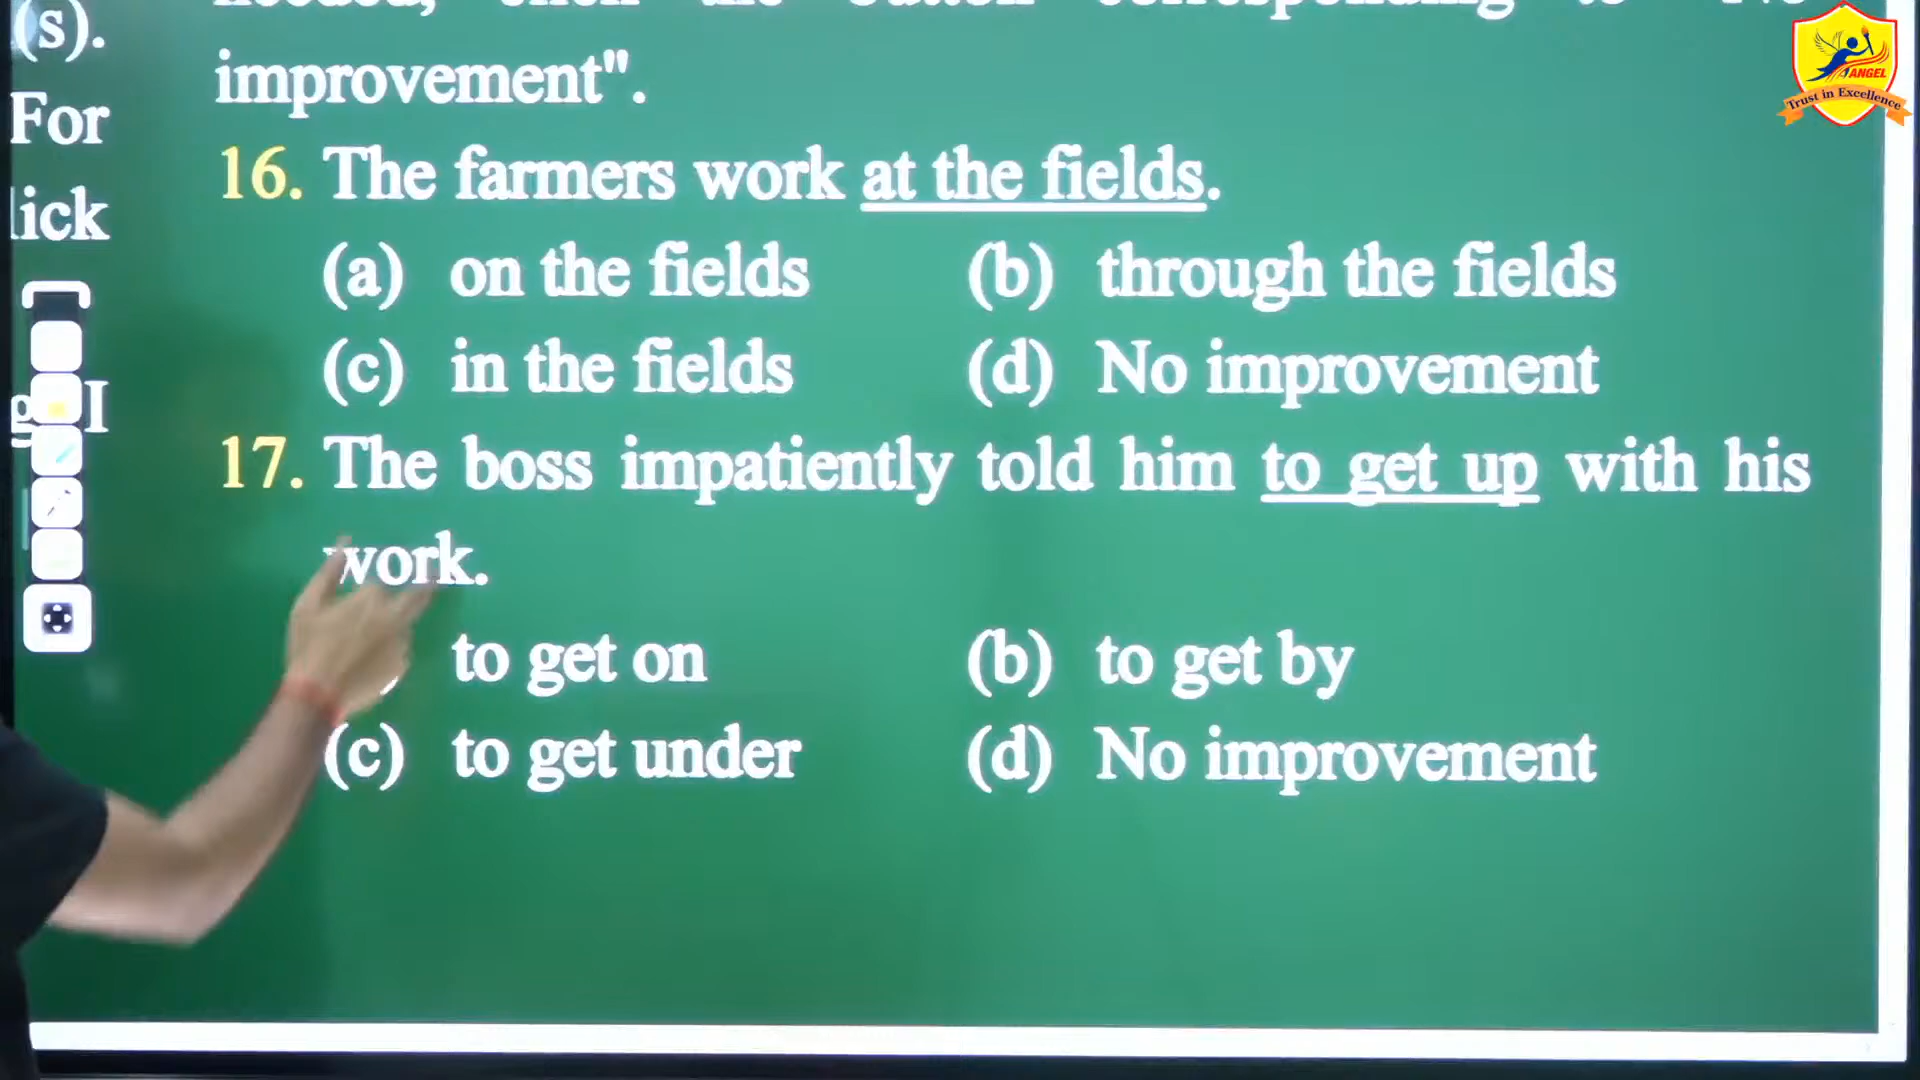 (s).
For
lick
I
improvement".
16. The farmers work at the fields.
(a) on the fields (b) through the fields
(c) in the fields (d) No improvement
17. The boss impatiently told him to get up with his
work.
to get on (b) to get by
(c) to get under (d) No improvement
ANGEL
Trust in Excellence